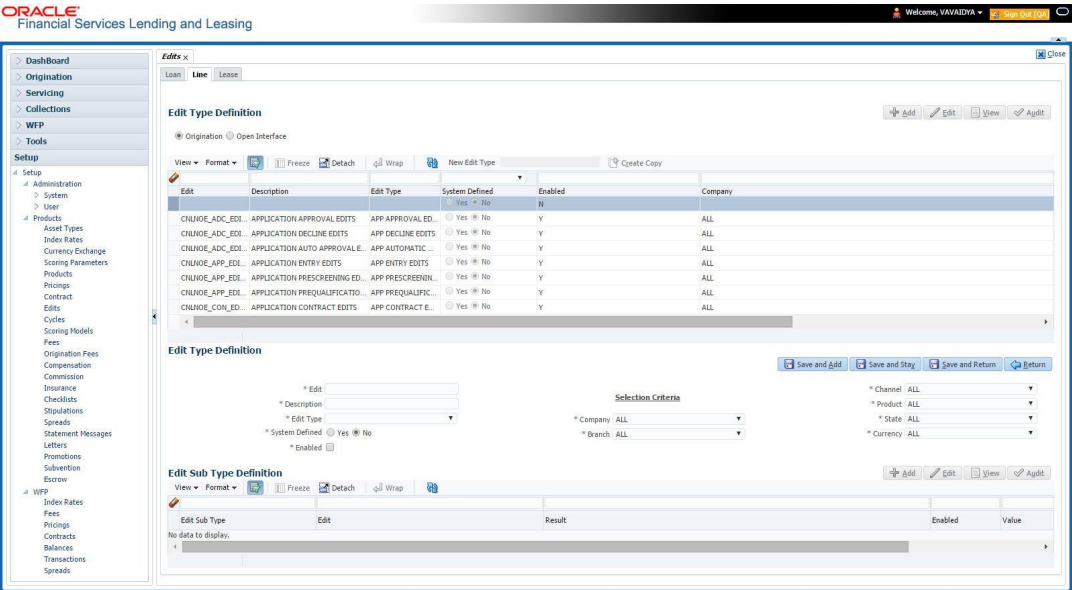 ORACLE
Financial Services Lending and Leasing
Welcome, VAVAIDYA
Sign Out [QA]
DashBoard
Origination
Servicing
Collections
WFP
Tools
Setup
Setup
Administration
System
User
Products
Asset Types
Index Rates
Currency Exchange
Scoring Parameters
Products
Pricings
Contract
Edits
Cycles
Scoring Models
Fees
Origination Fees
Compensation
Commission
Insurance
Checklists
Stipulations
Spreads
Statement Messages
Letters
Promotions
Subvention
Escrow
WFP
Index Rates
Fees
Pricings
Contracts
Balances
Transactions
Spreads
Edits x
Close
Loan Line Lease
Edit Type Definition
Add Edit View Audit
Origination Open Interface
View Format Freeze Detach Wrap New Edit Type Create Copy
Edit Description Edit Type System Defined Enabled Company
Yes No N
CNLNOE_ADC_EDI... APPLICATION APPROVAL EDITS APP APPROVAL ED... Yes No Y ALL
CNLNOE_ADC_EDI... APPLICATION DECLINE EDITS APP DECLINE EDITS Yes No Y ALL
CNLNOE_ADC_EDI... APPLICATION AUTO APPROVAL E... APP AUTOMATIC ... Yes No Y ALL
CNLNOE_APP_EDI... APPLICATION ENTRY EDITS APP ENTRY EDITS Yes No Y ALL
CNLNOE_APP_EDI... APPLICATION PRESCREENING ED... APP PRESCREENIN... Yes No Y ALL
CNLNOE_APP_EDI... APPLICATION PREQUALIFICATIO... APP PREQUALIFIC... Yes No Y ALL
CNLNOE_CON_ED... APPLICATION CONTRACT EDITS APP CONTRACT E... Yes No Y ALL
Edit Type Definition
Save and Add Save and Stay Save and Return Return
* Edit
* Description
* Edit Type
* System Defined Yes No
* Enabled
Selection Criteria
* Company ALL
* Branch ALL
* Channel ALL
* Product ALL
* State ALL
* Currency ALL
Edit Sub Type Definition
Add Edit View Audit
View Format Freeze Detach Wrap
Edit Sub Type Edit Result Enabled Value
No data to display.